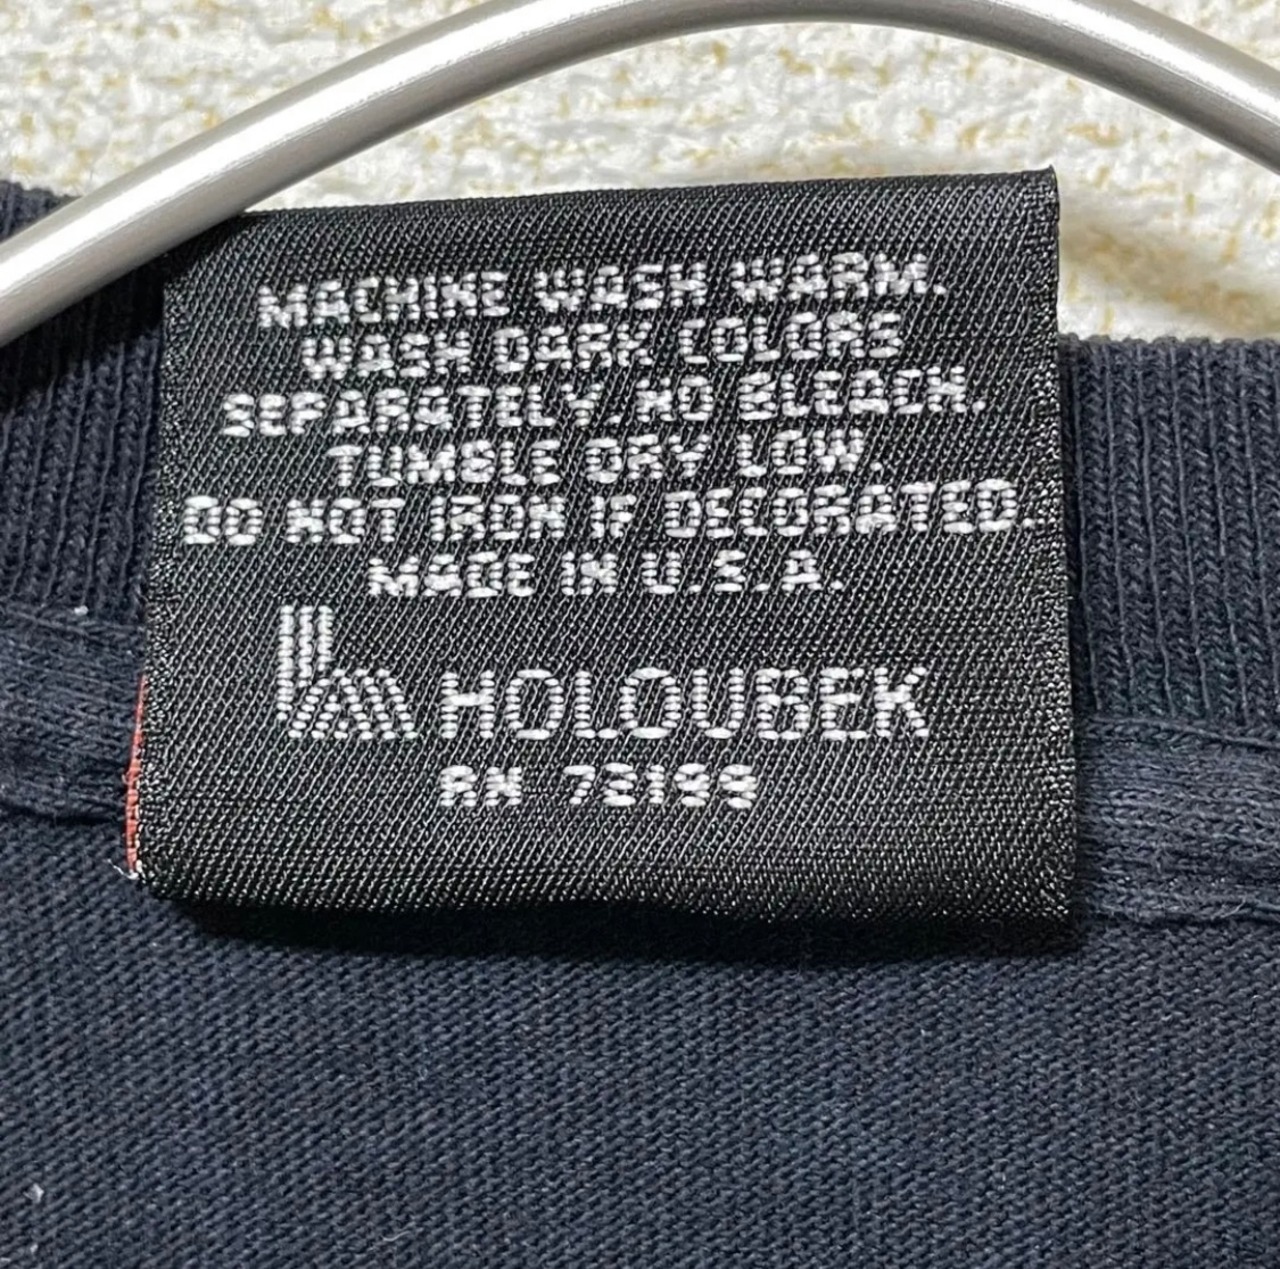 MACHINE WASH WARM.
WASH DARK COLORS
SEPARATELY. NO BLEACH.
TUMBLE DRY LOW.
DO NOT IRON IF DECORATED.
MADE IN U.S.A.
HOLOUBEK
RN 72199